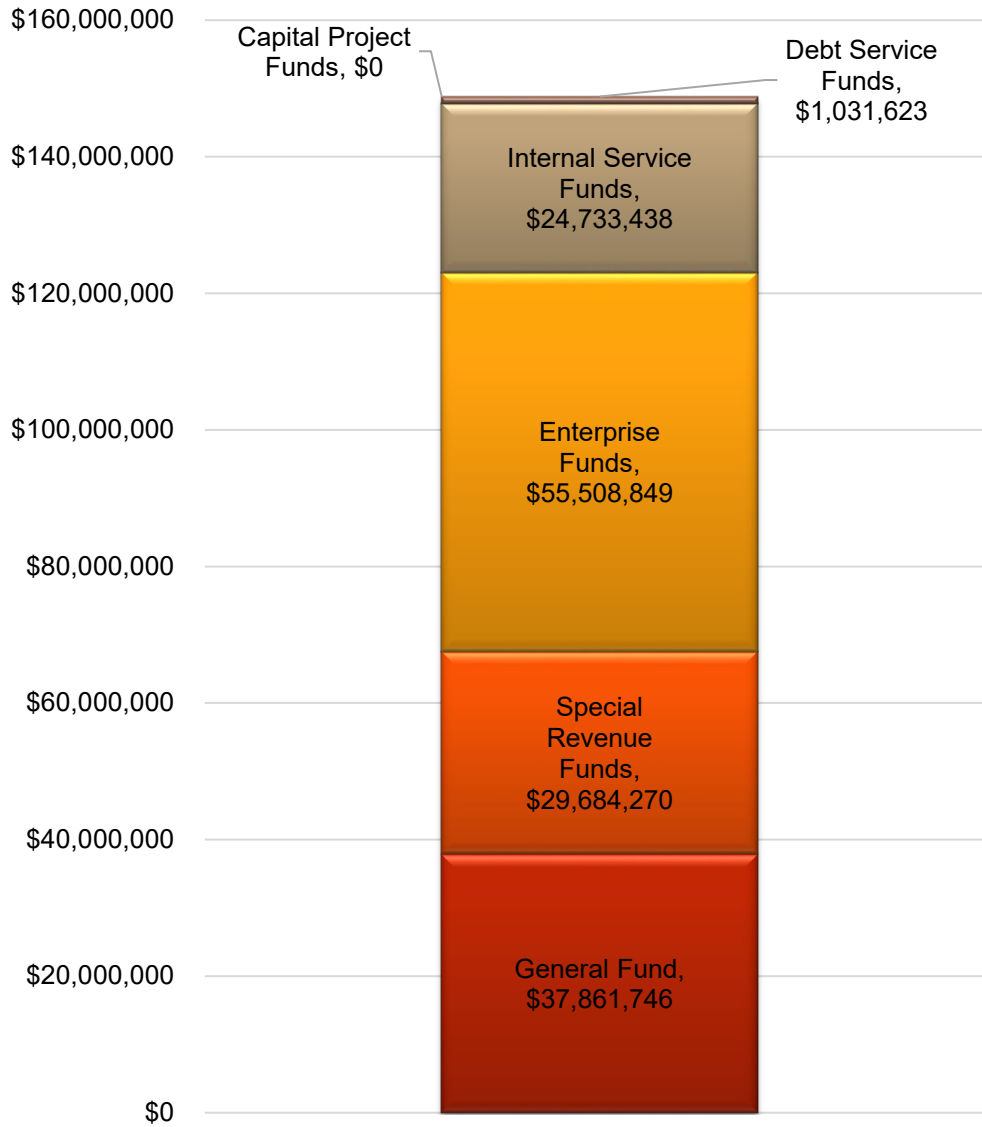 $160,000,000
Capital Project
Funds, $0
Debt Service
Funds,
$1,031,623
$140,000,000
Internal Service
Funds,
$24,733,438
$120,000,000
$100,000,000
Enterprise
Funds,
$55,508,849
$80,000,000
$60,000,000
Special
Revenue
Funds,
$29,684,270
$40,000,000
$20,000,000
General Fund,
$37,861,746
$0